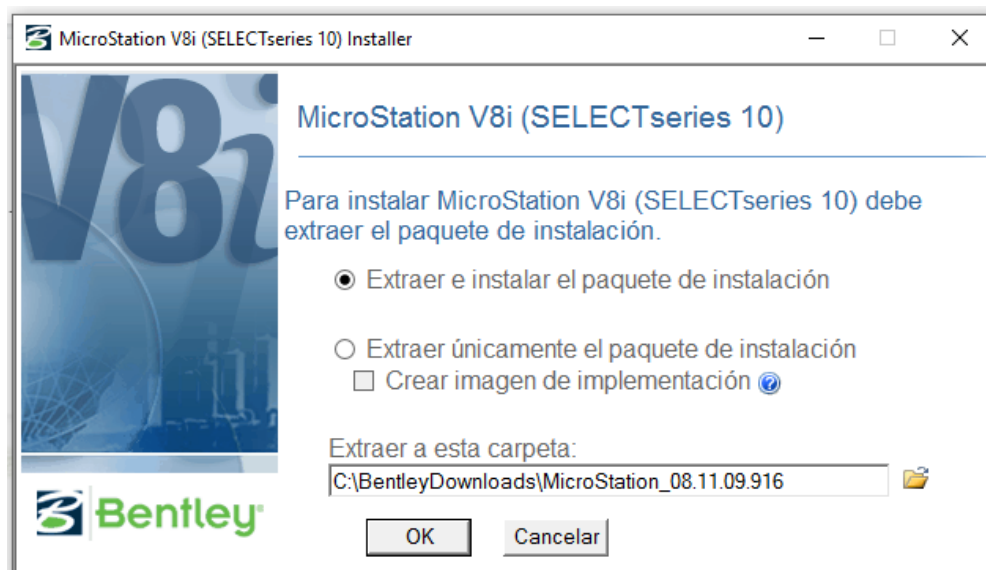 MicroStation V8i (SELECTseries 10) Installer
V8i
MicroStation V8i (SELECTseries 10)
Para instalar MicroStation V8i (SELECTseries 10) debe
extraer el paquete de instalación.
Extraer e instalar el paquete de instalación
Extraer únicamente el paquete de instalación
Crear imagen de implementación
Extraer a esta carpeta:
C:\BentleyDownloads\MicroStation_08.11.09.916
Bentley
OK Cancelar